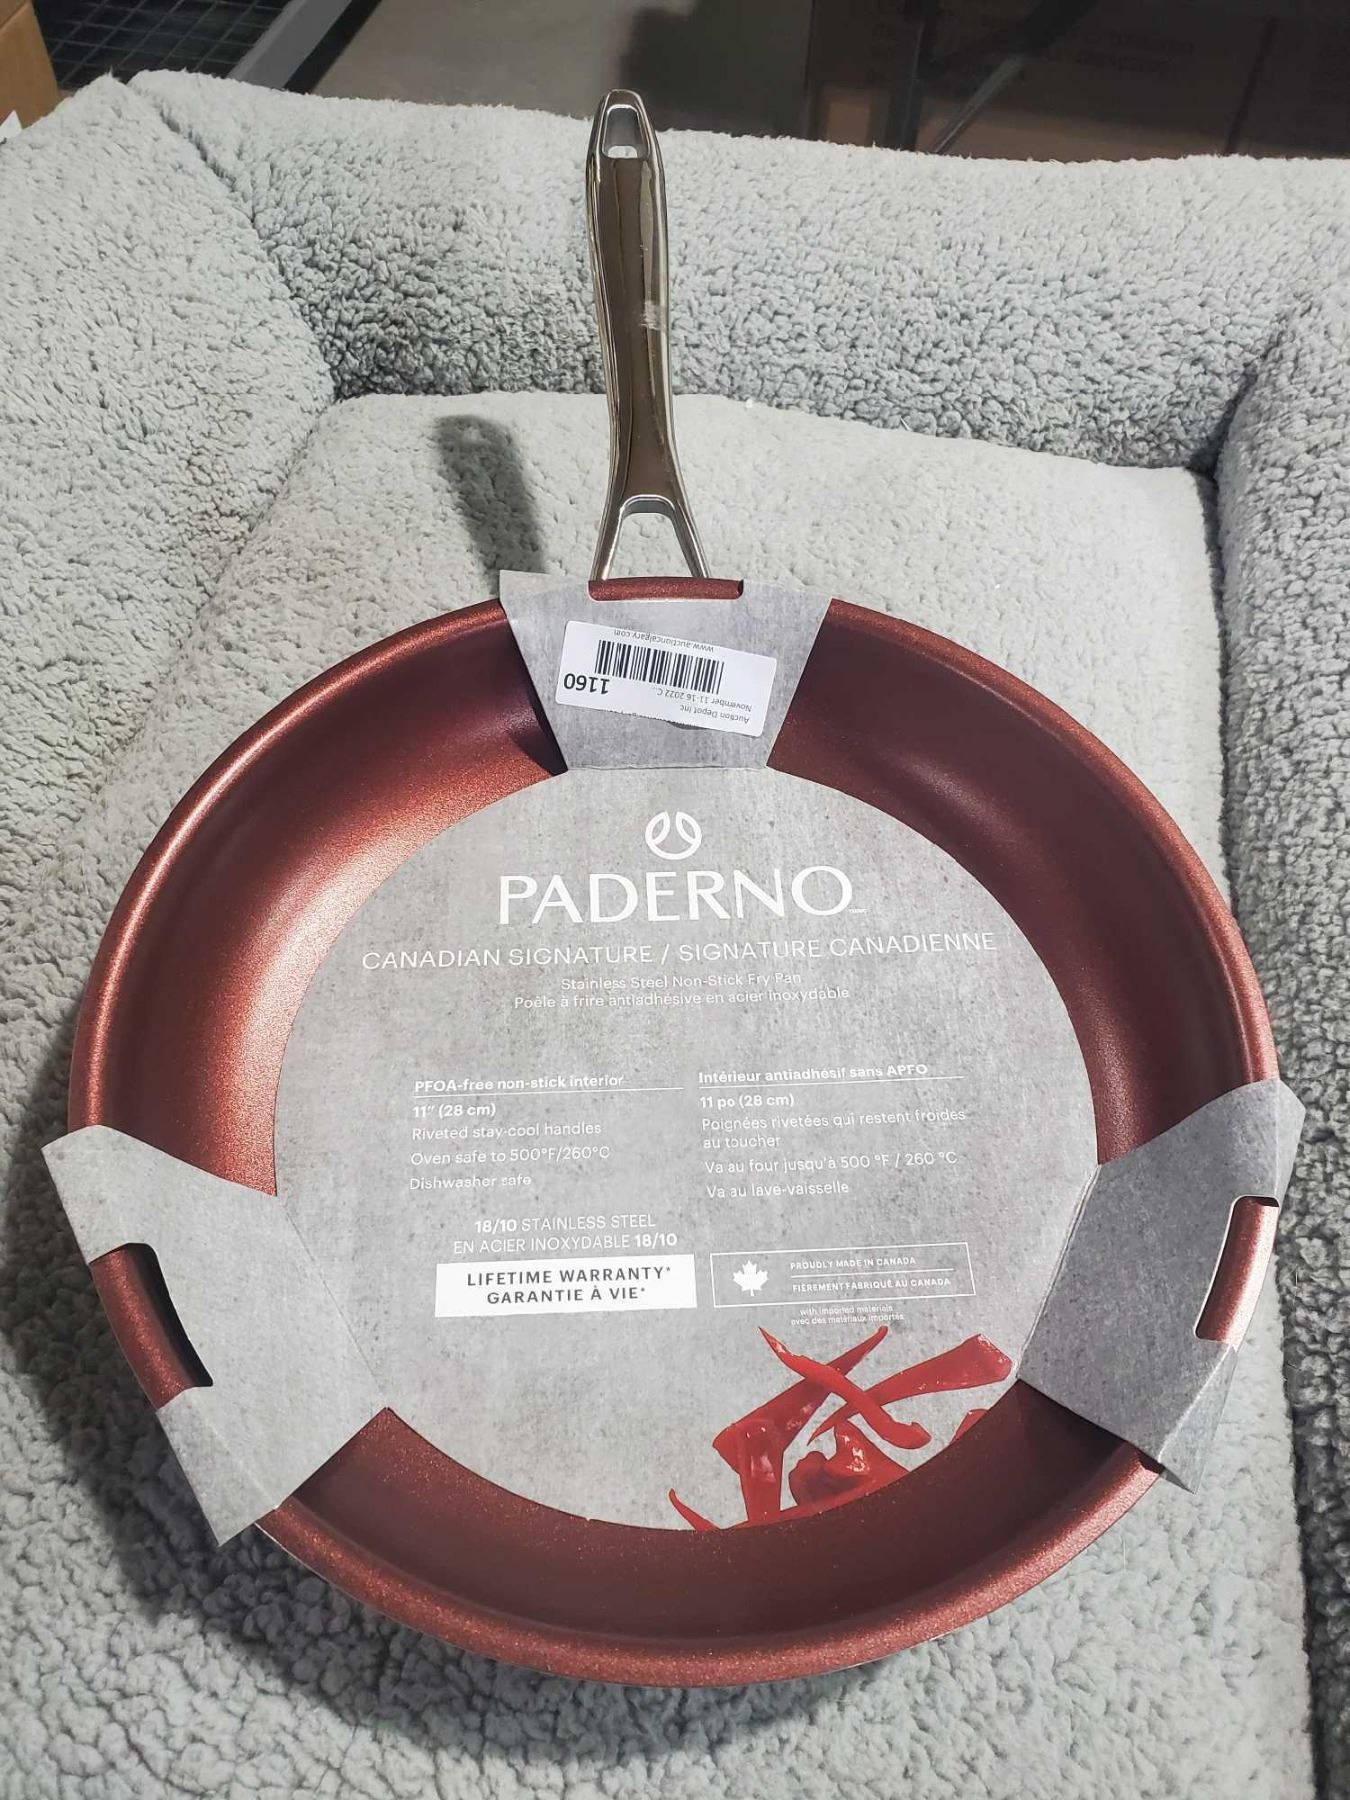 www.auctioncalgary.com
1160
November 11-16 2022 C...
Auction Depot Inc
PADERNO
CANADIAN SIGNATURE / SIGNATURE CANADIENNE
Stainless Steel Non-Stick Fry Pan
Poêle à frire antiadhésive en acier inoxydable
PFOA-free non-stick interior
11" (28 cm)
Riveted stay-cool handles
Oven safe to 500°F/260°C
Dishwasher safe
Intérieur antiadhésif sans APFO
11 po (28 cm)
Poignées rivetées qui restent froides
au toucher
Va au four jusqu'à 500 °F / 260 °C
Va au lave-vaisselle
18/10 STAINLESS STEEL
EN ACIER INOXYDABLE 18/10
LIFETIME WARRANTY*
GARANTIE À VIE*
PROUDLY MADE IN CANADA
FIÈREMENT FABRIQUÉ AU CANADA
with imported materials
avec des matériaux importés